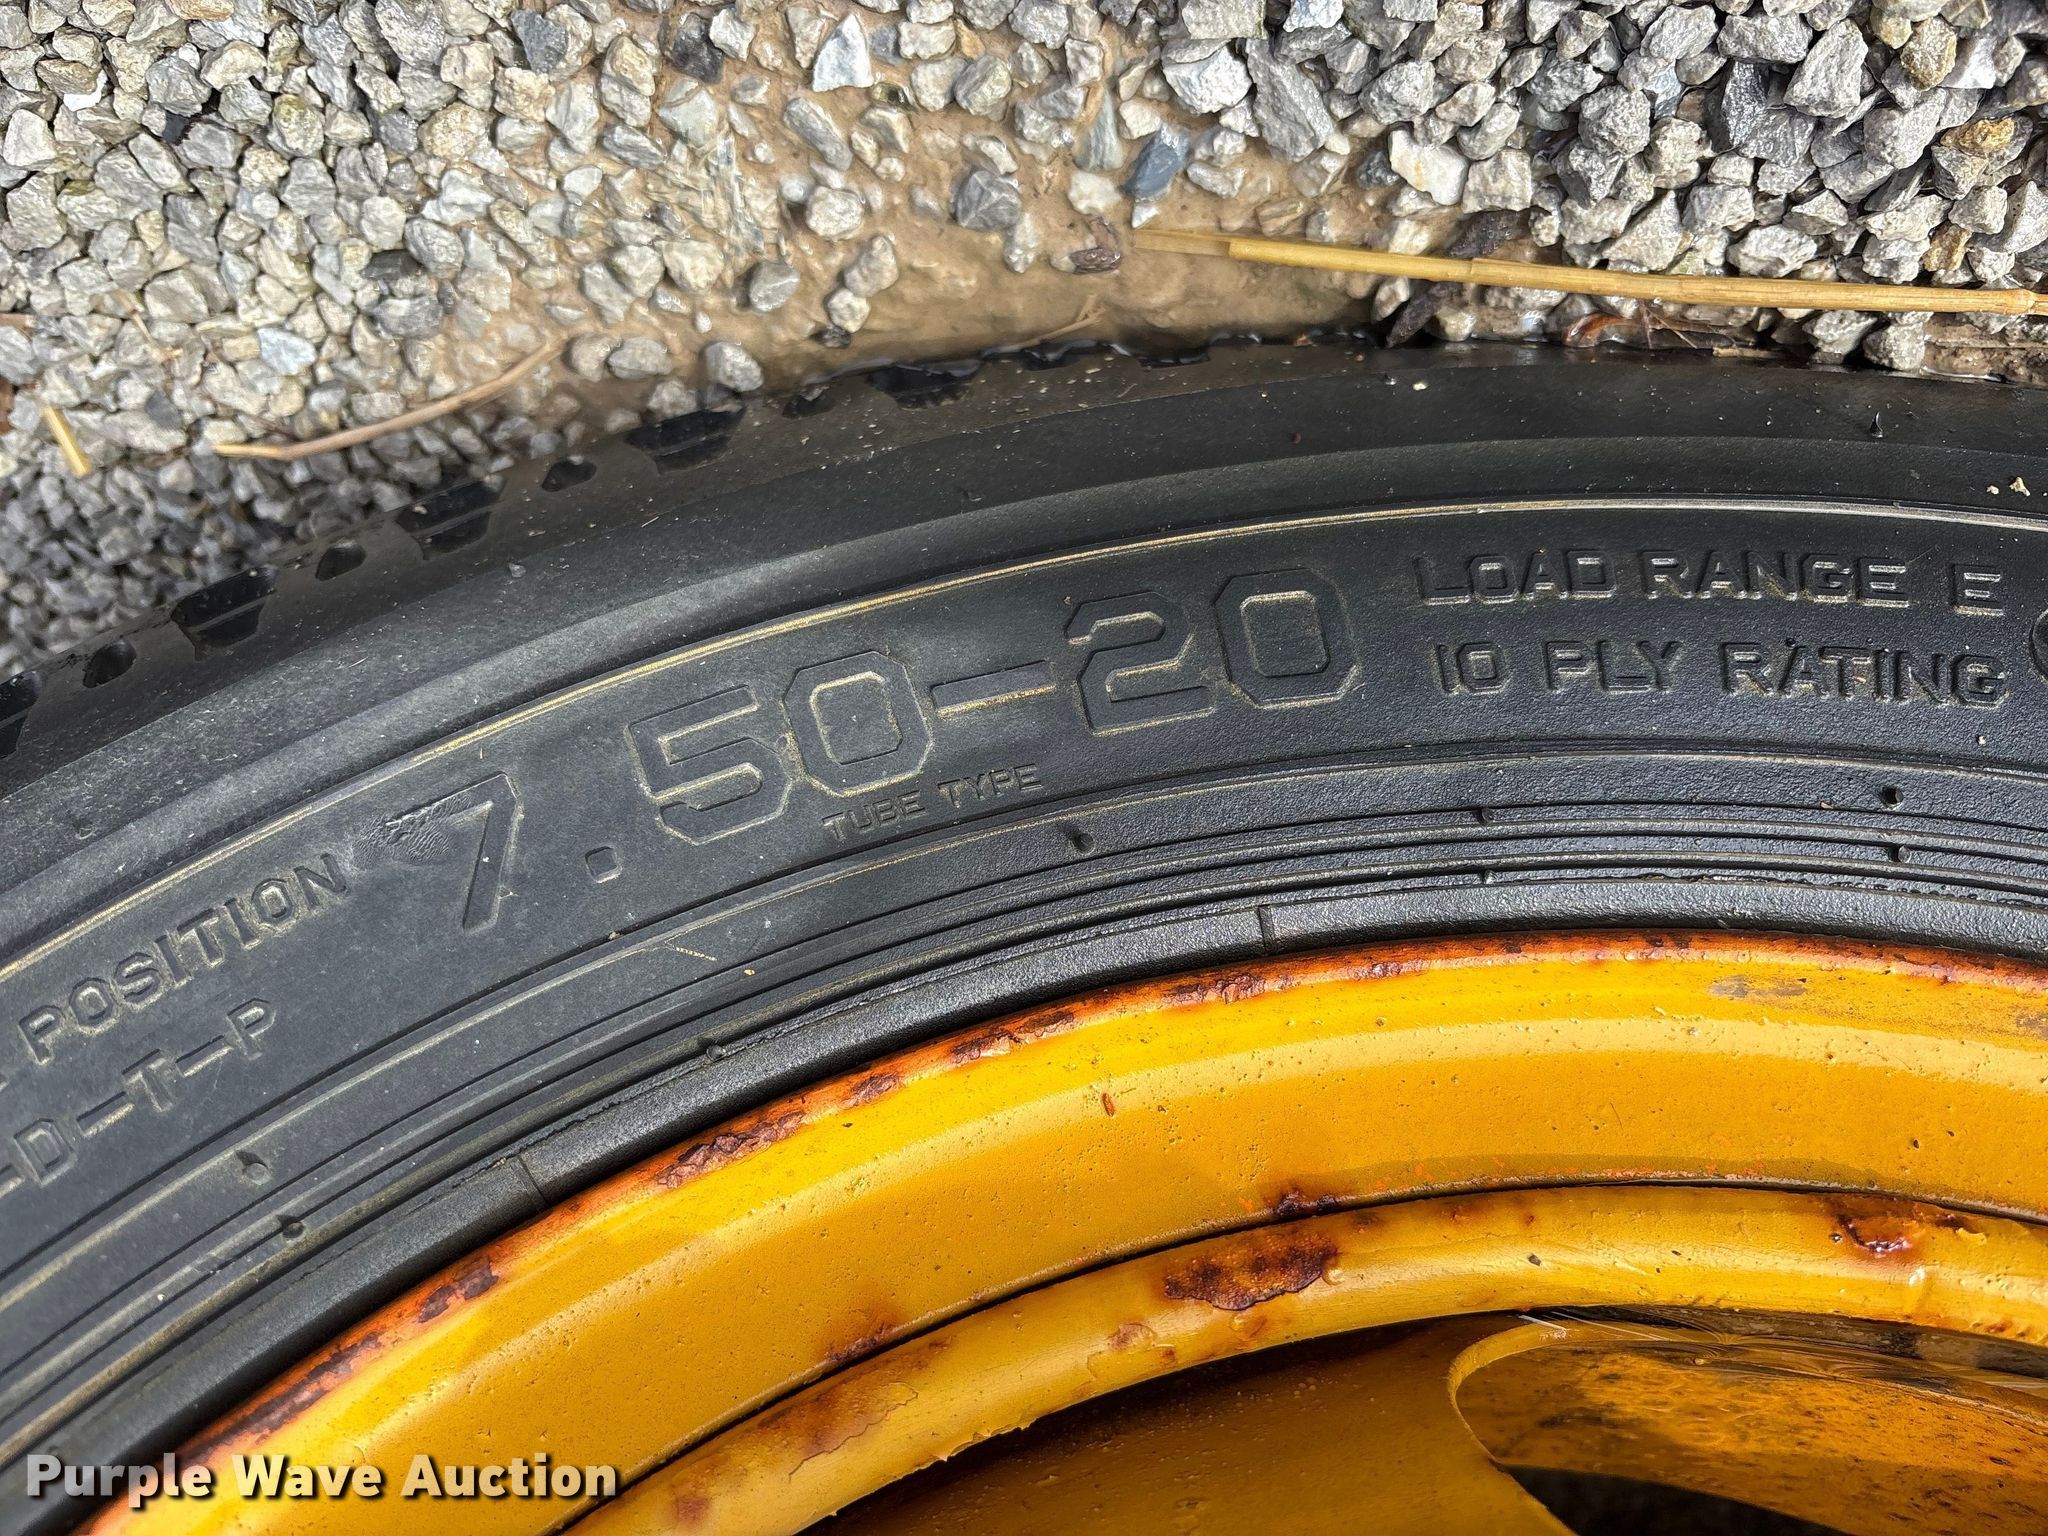 LOAD RANGE E
7.50-20
10 PLY RATING
TUBE TYPE
POSITION
-D-T-P
Purple Wave Auction